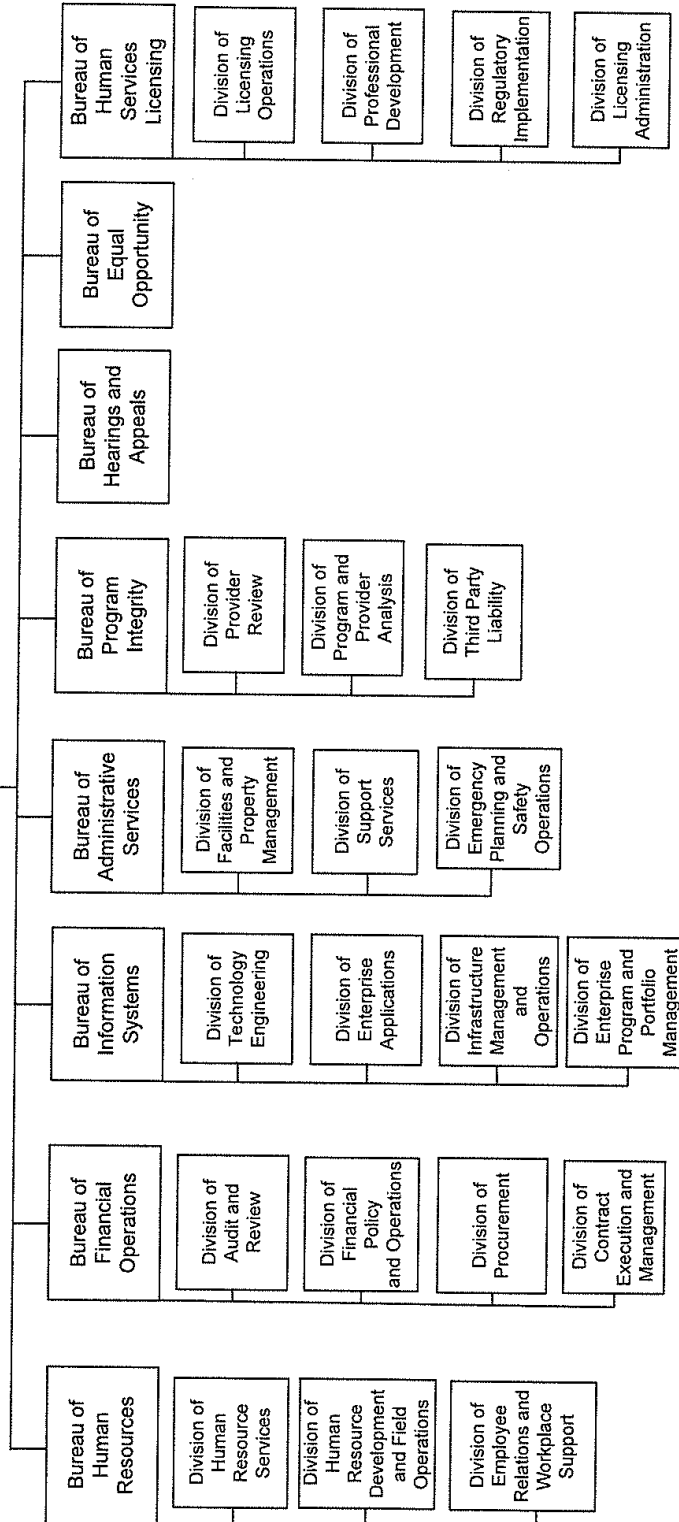 Bureau of
Human
Resources
Division of
Human
Resource
Services
Division of
Human
Resource
Development
and Field
Operations
Division of
Employee
Relations and
Workplace
Support
Bureau of
Financial
Operations
Division of
Audit and
Review
Division of
Financial
Policy
and Operations
Division of
Procurement
Division of
Contract
Execution and
Management
Bureau of
Information
Systems
Division of
Technology
Engineering
Division of
Enterprise
Applications
Division of
Infrastructure
Management
and
Operations
Division of
Enterprise
Program and
Portfolio
Management
Bureau of
Administrative
Services
Division of
Facilities and
Property
Management
Division of
Support
Services
Division of
Emergency
Planning and
Safety
Operations
Bureau of
Program
Integrity
Division of
Provider
Review
Division of
Program and
Provider
Analysis
Division of
Third Party
Liability
Bureau of
Hearings and
Appeals
Bureau of
Equal
Opportunity
Bureau of
Human
Services
Licensing
Division of
Licensing
Operations
Division of
Professional
Development
Division of
Regulatory
Implementation
Division of
Licensing
Administration